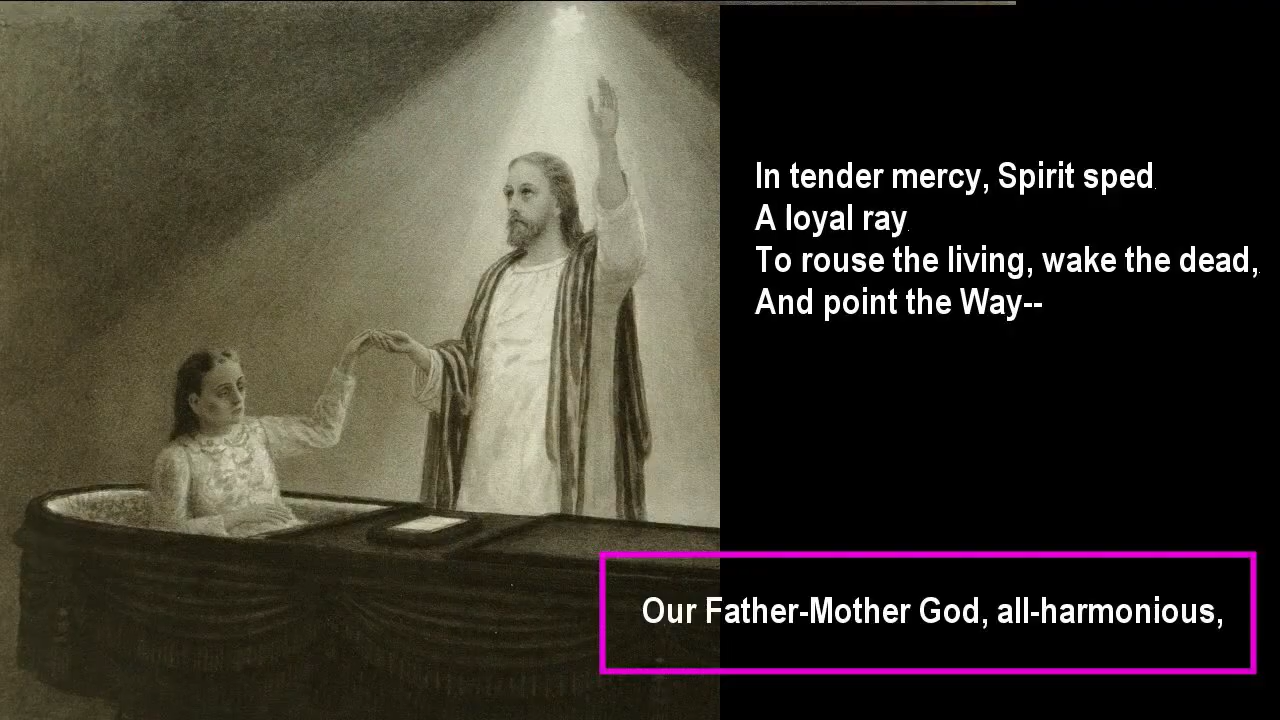 In tender mercy, Spirit sped
A loyal ray
To rouse the living, wake the dead,
And point the Way--
Our Father-Mother God, all-harmonious,